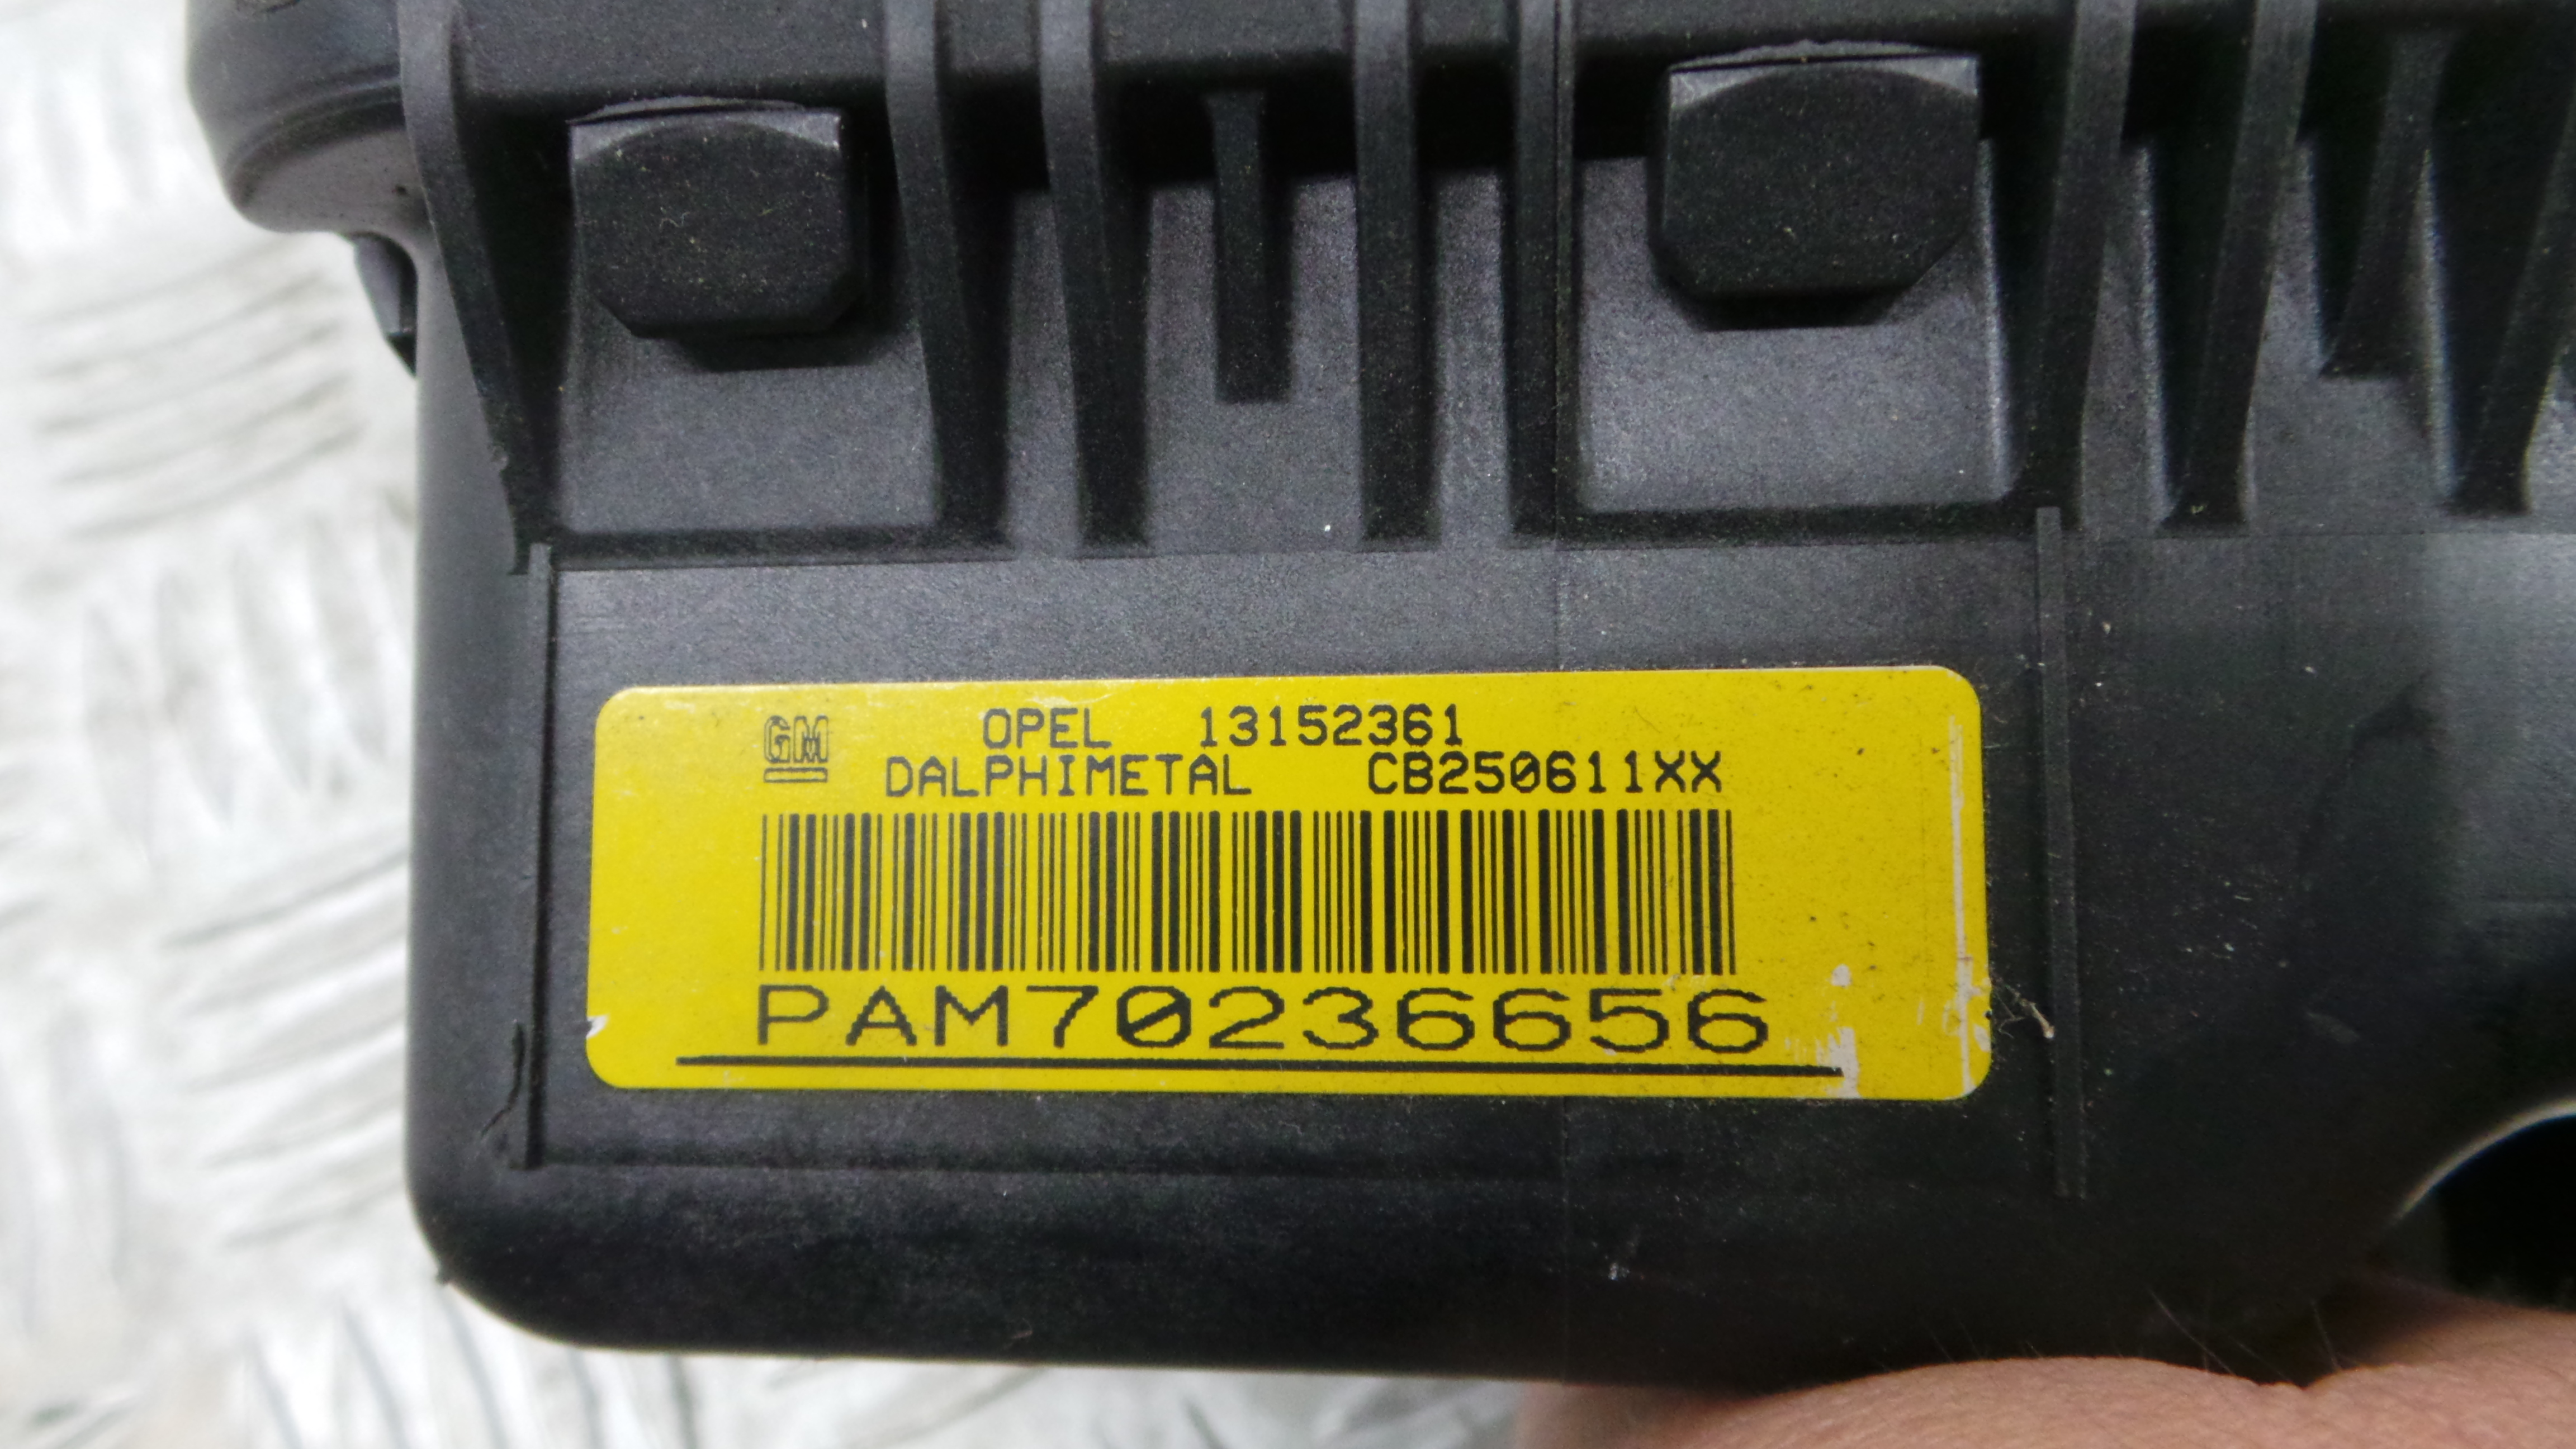 GM OPEL 13152361
DALPHIMETAL CB250611XX
PAM70236656